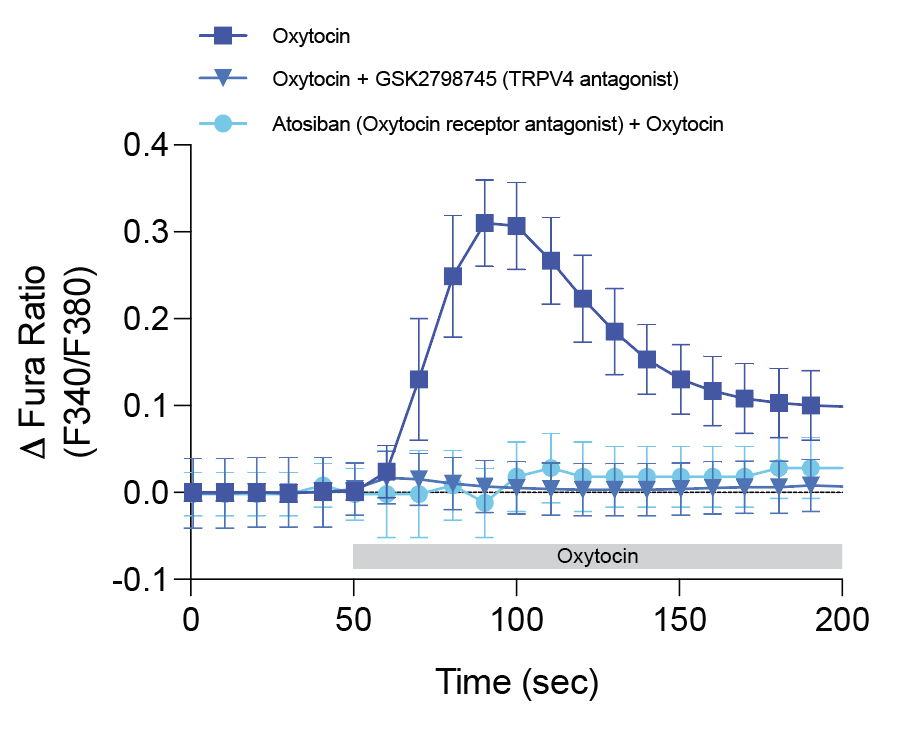 Oxytocin
Oxytocin + GSK2798745 (TRPV4 antagonist)
Atosiban (Oxytocin receptor antagonist) + Oxytocin
Δ Fura Ratio
(F340/F380)
0.4
0.3
0.2
0.1
0.0
-0.1
Oxytocin
0 50 100 150 200
Time (sec)